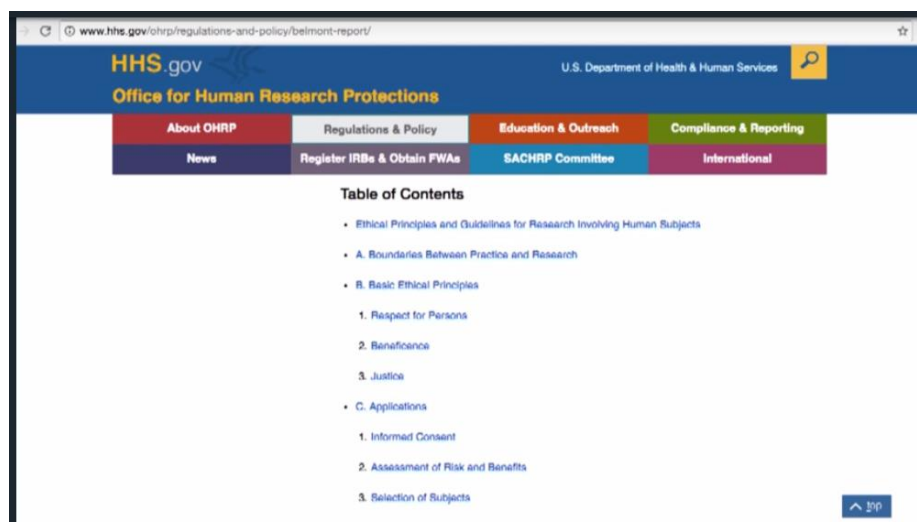 www.hhs.gov/ohrp/regulations-and-policy/belmont-report/
HHS.gov
U.S. Department of Health & Human Services
Office for Human Research Protections
About OHRP
Regulations & Policy
Education & Outreach
Compliance & Reporting
News
Register IRBs & Obtain FWAs
SACHRP Committee
International
Table of Contents
• Ethical Principles and Guidelines for Research Involving Human Subjects
• A. Boundaries Between Practice and Research
• B. Basic Ethical Principles
1. Respect for Persons
2. Beneficence
3. Justice
• C. Applications
1. Informed Consent
2. Assessment of Risk and Benefits
3. Selection of Subjects
top